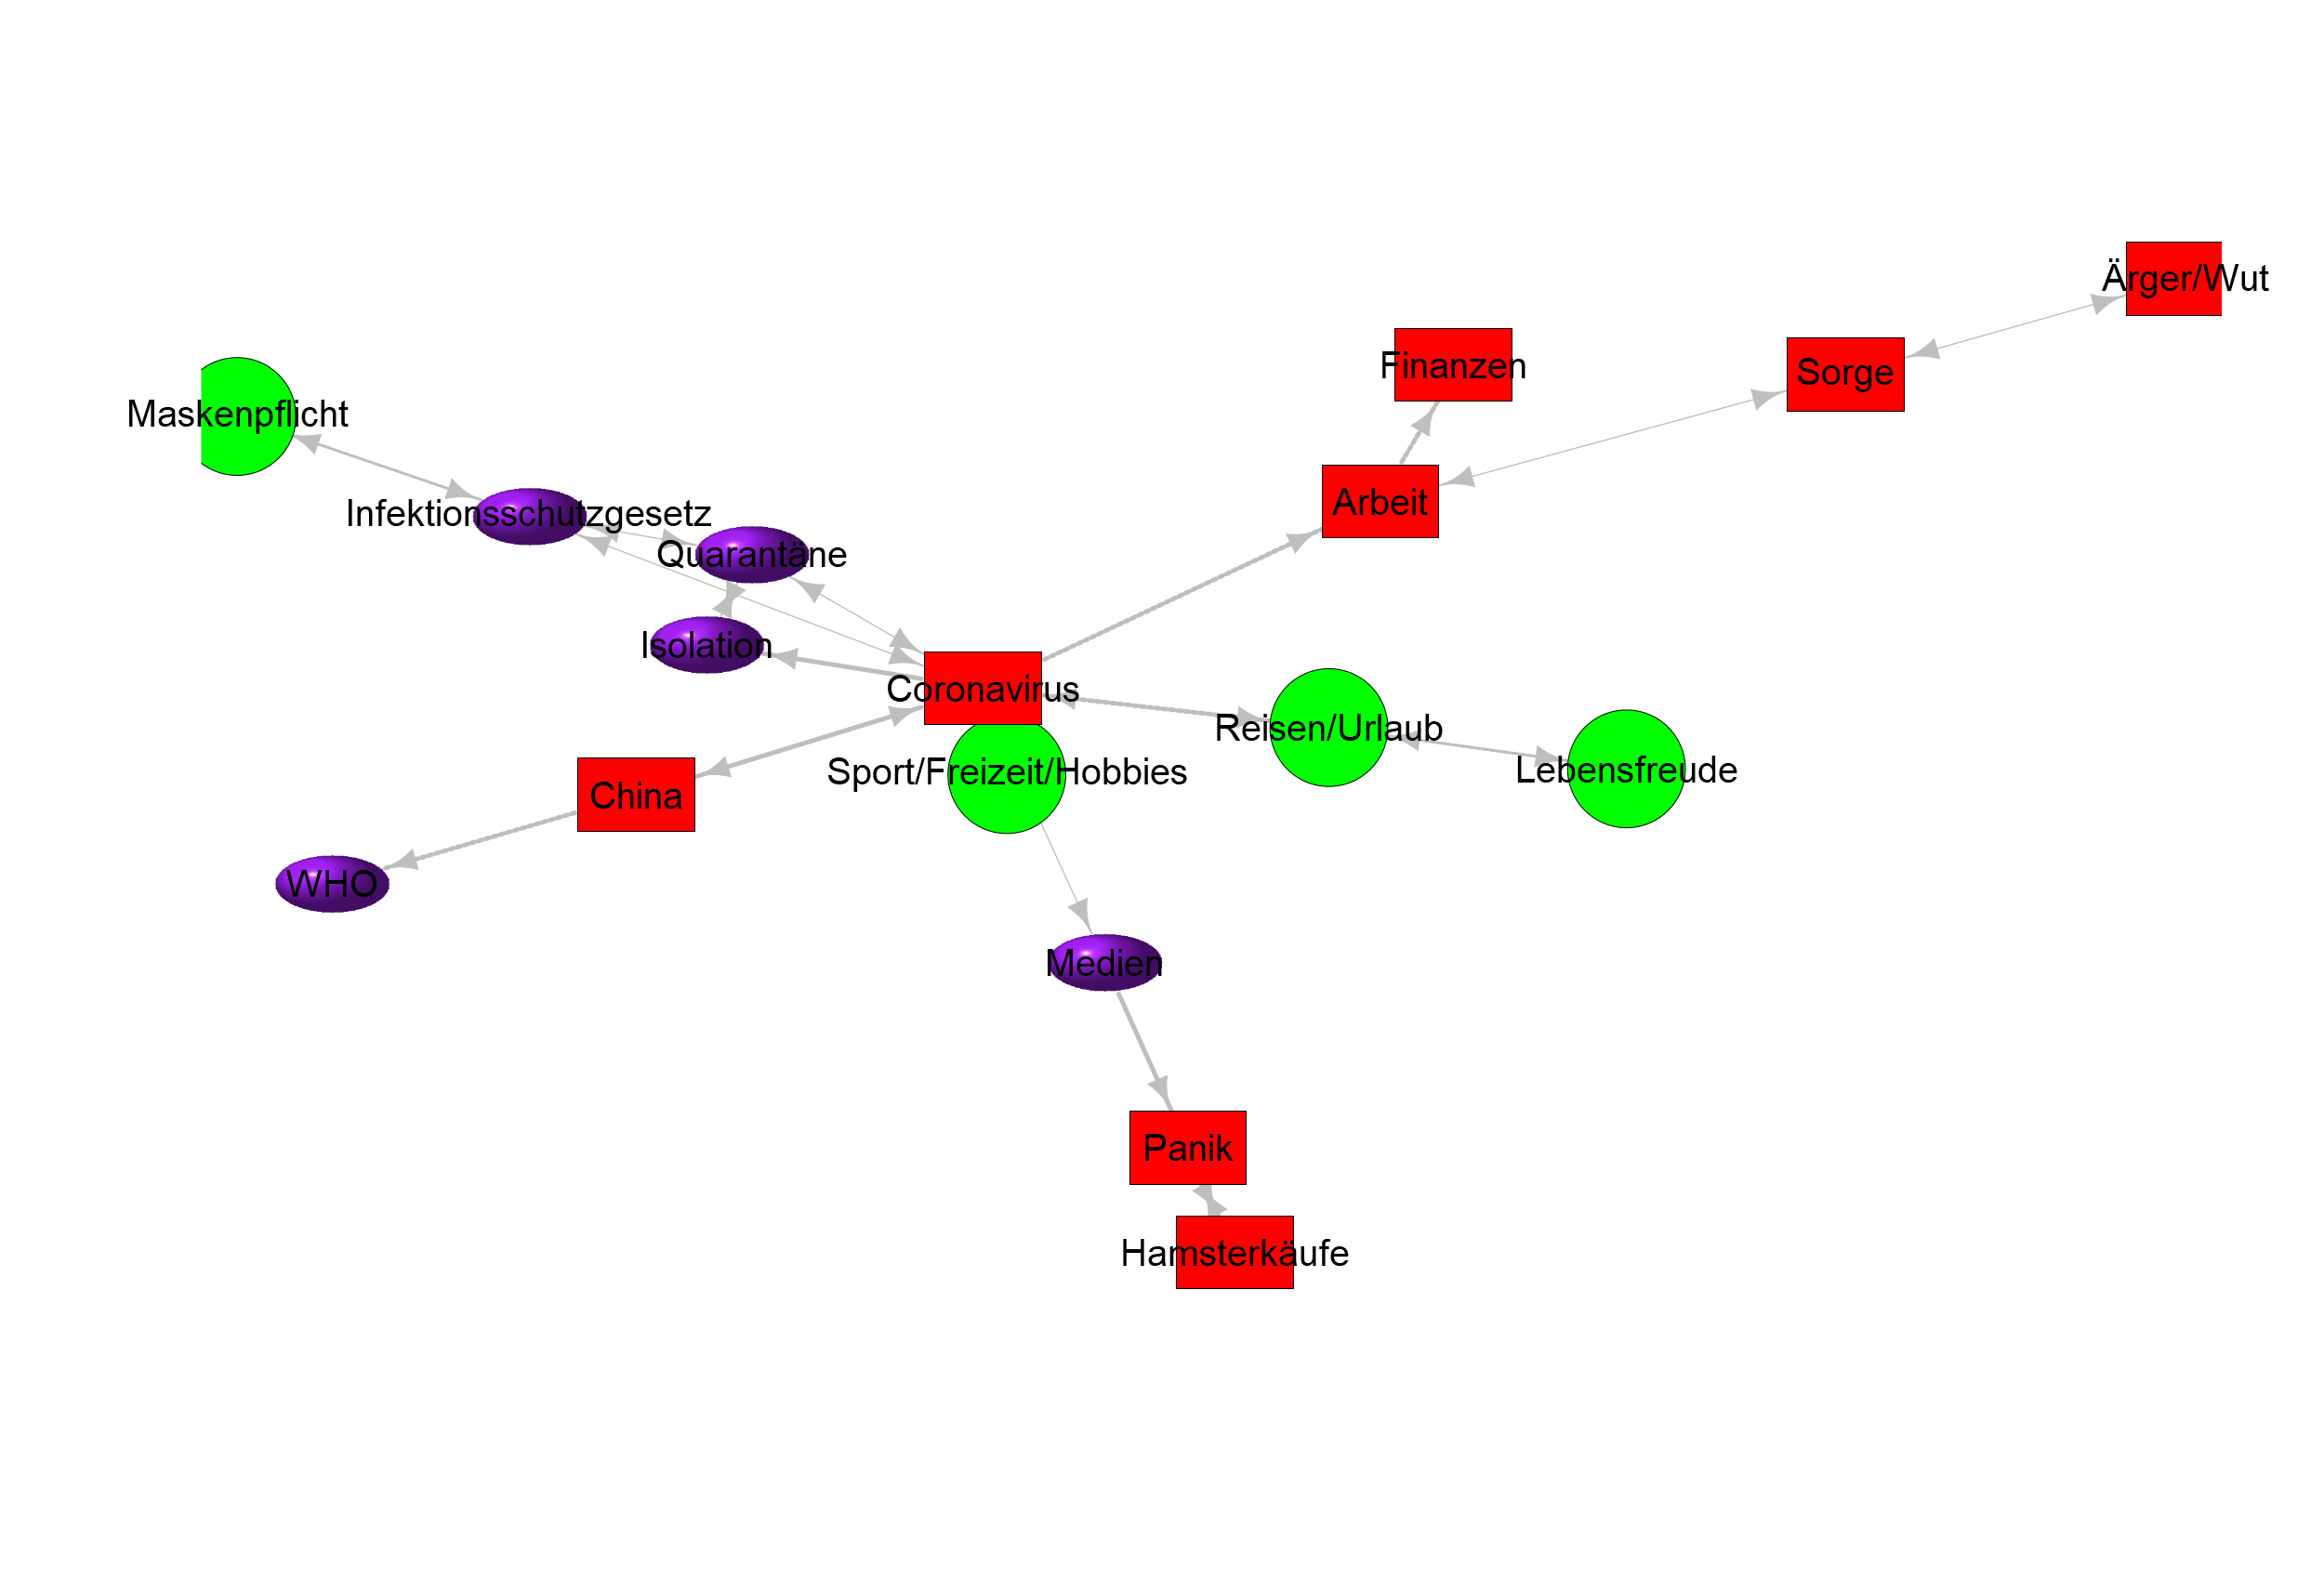 Ärger/Wut
Finanzen
Sorge
Maskenpflicht
Arbeit
Infektionsschutzgesetz
Quarantäne
Isolation
Coronavirus
Reisen/Urlaub
Sport/Freizeit/Hobbies
Lebensfreude
China
WHO
Medien
Panik
Hamsterkäufe